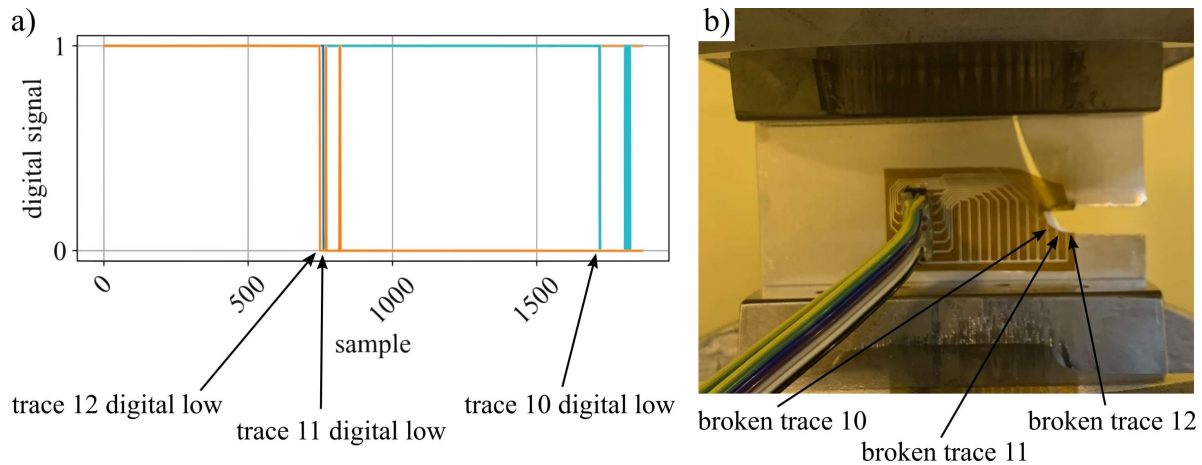 a)
1
0
digital signal
0
500
1000
1500
sample
trace 12 digital low
trace 11 digital low
trace 10 digital low
b)
broken trace 10
broken trace 11
broken trace 12